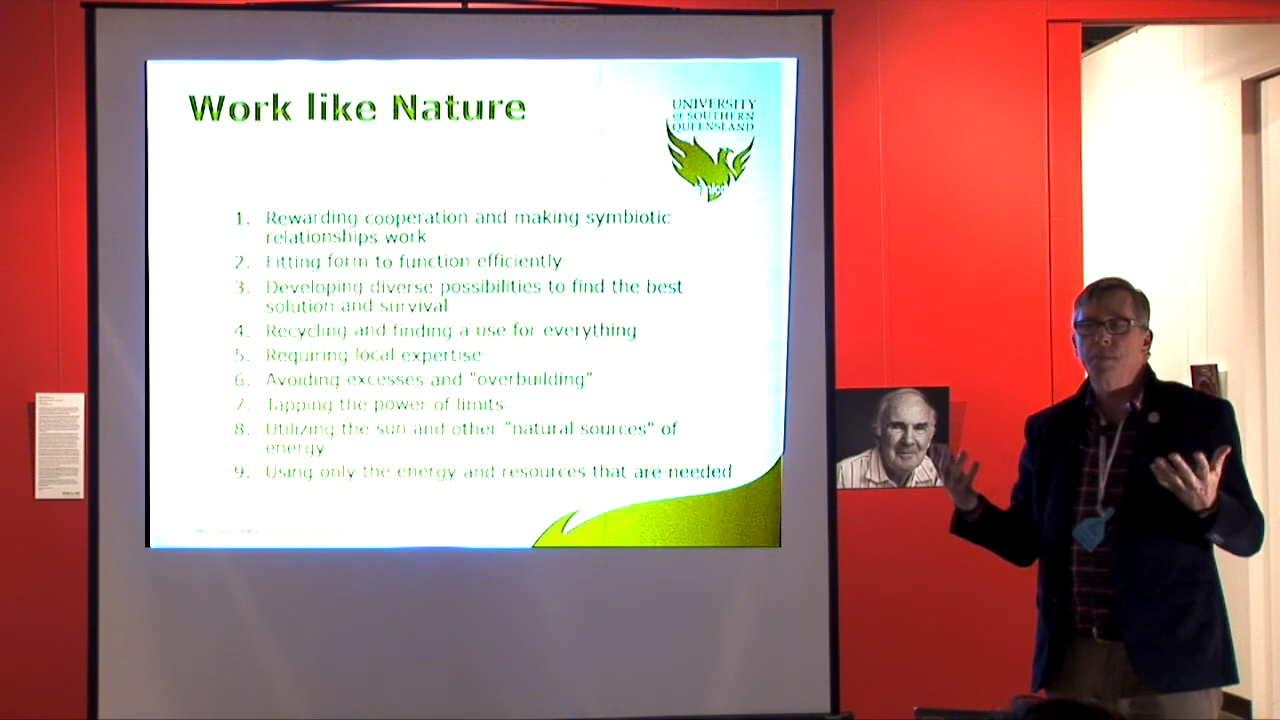 Work like Nature
UNIVERSITY
OF SOUTHERN
QUEENSLAND
1. Rewarding cooperation and making symbiotic
relationships work
2. Fitting form to function efficiently
3. Developing diverse possibilities to find the best
solution and survival
4. Recycling and finding a use for everything
5. Requiring local expertise
6. Avoiding excesses and "overbuilding"
7. Tapping the power of limits
8. Utilizing the sun and other "natural sources" of
energy
9. Using only the energy and resources that are needed